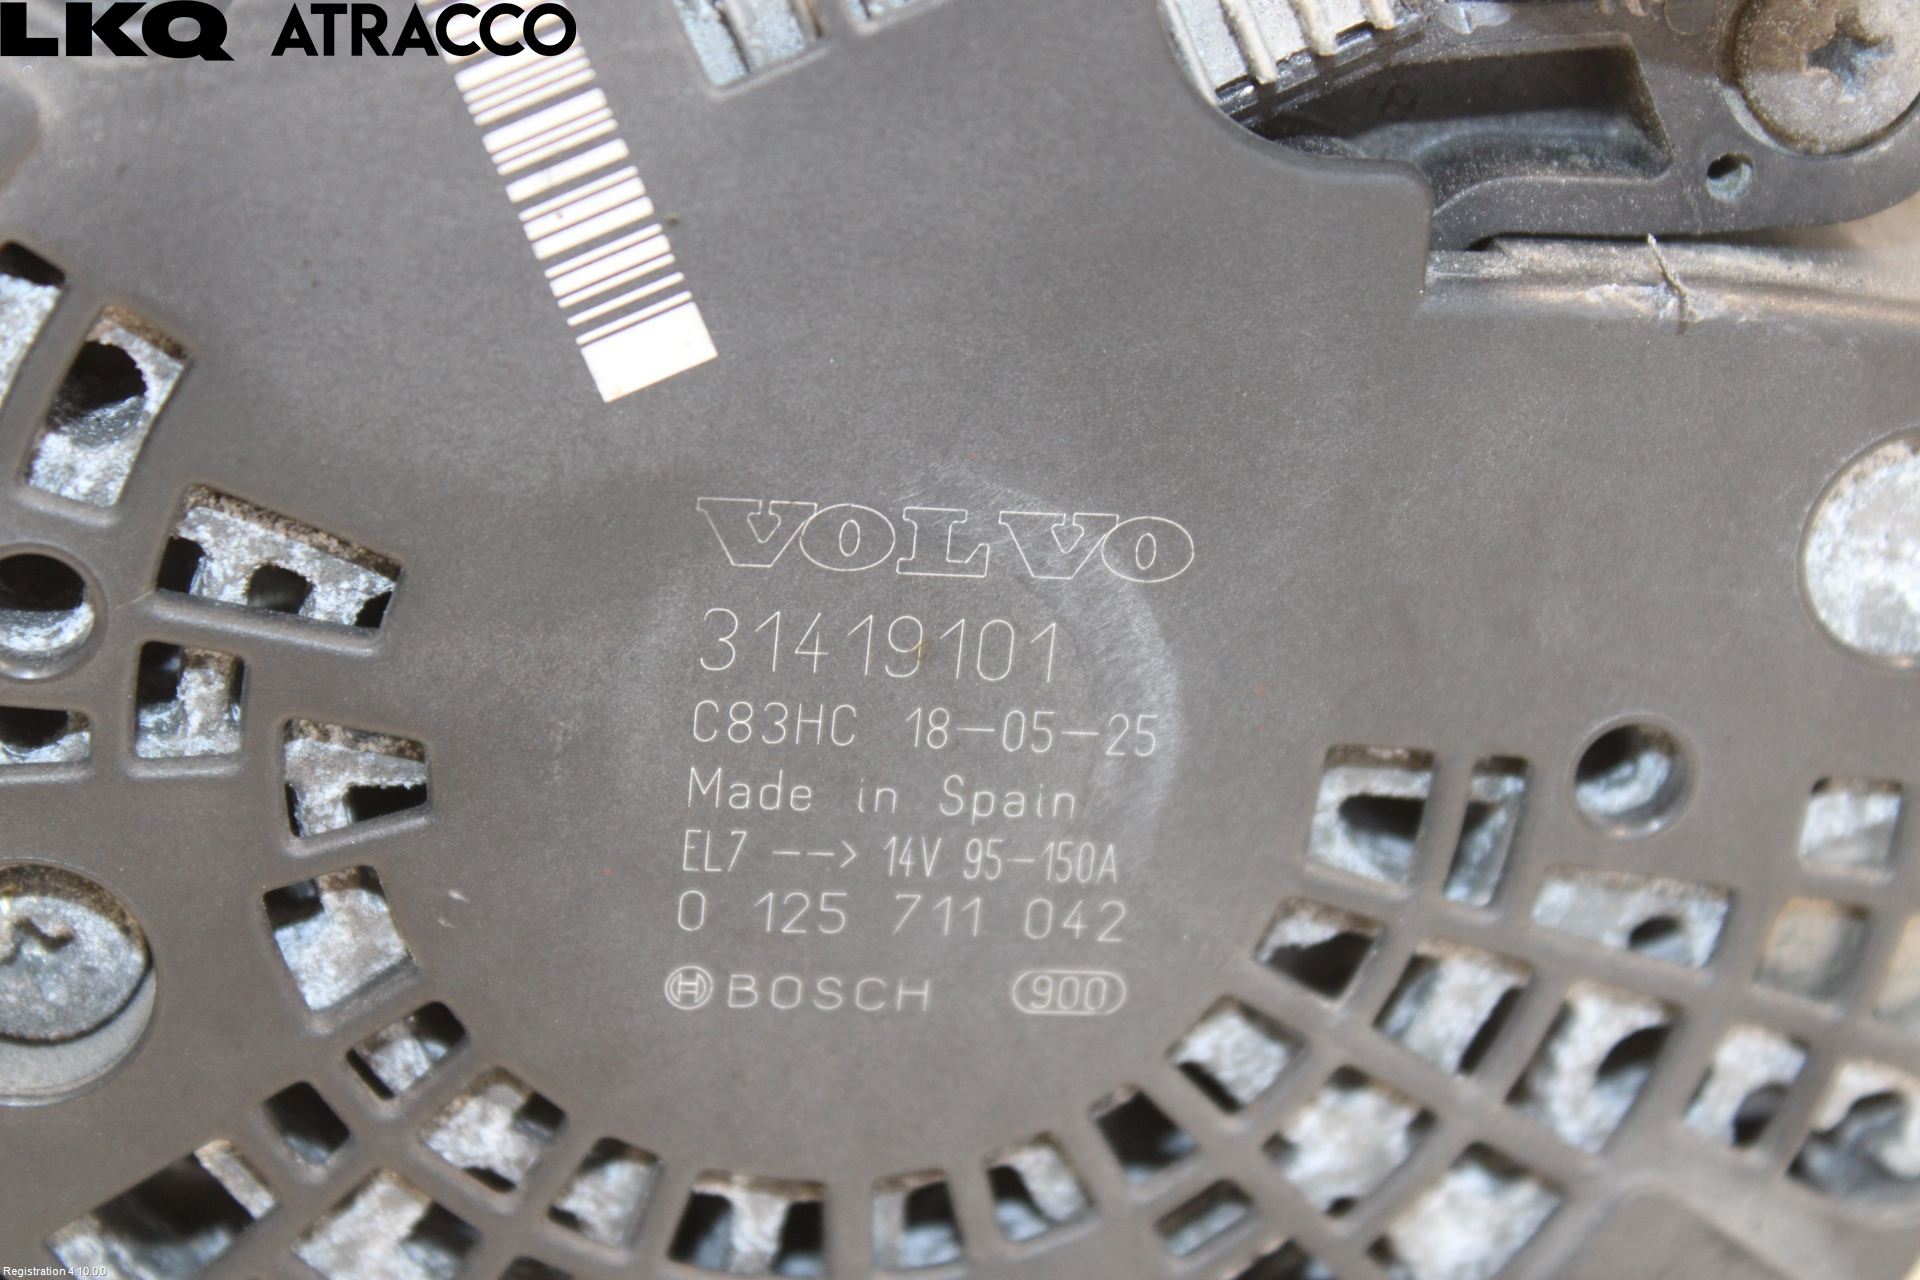 LKQ ATRACCO
VOLVO
31419101
C83HC 18-05-25
Made in Spain
EL7 --> 14V 95-150A
0 125 711 042
BOSCH 900
Registration 4.10.0.0